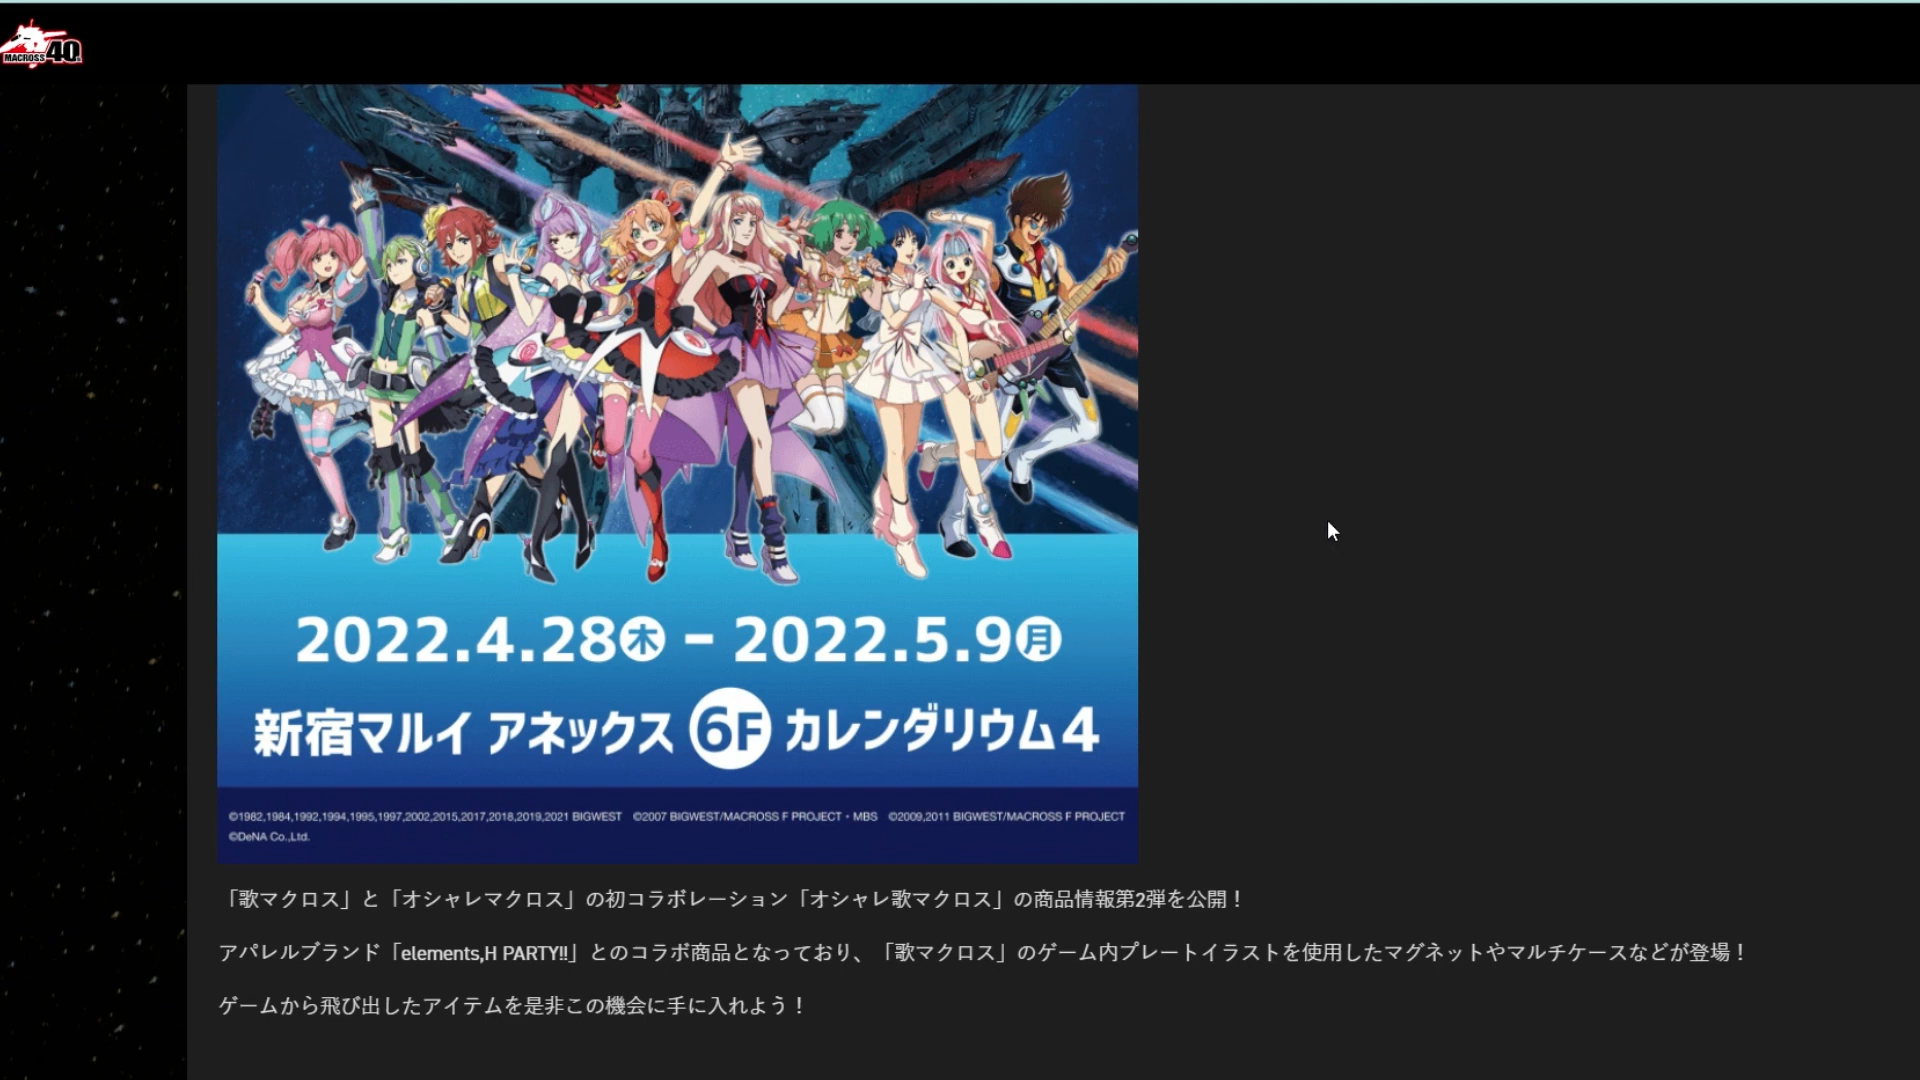 MACROSS 40th
2022.4.28㊍ – 2022.5.9㊊
新宿マルイ アネックス 6F カレンダリウム4
©1982,1984,1992,1994,1995,1997,2002,2015,2017,2018,2019,2021 BIGWEST ©2007 BIGWEST/MACROSS F PROJECT・MBS ©2009,2011 BIGWEST/MACROSS F PROJECT
©DeNA Co.,Ltd.
「歌マクロス」と「オシャレマクロス」の初コラボレーション「オシャレ歌マクロス」の商品情報第2弾を公開！
アパレルブランド「elements,H PARTY!!」とのコラボ商品となっており、「歌マクロス」のゲーム内プレートイラストを使用したマグネットやマルチケースなどが登場！
ゲームから飛び出したアイテムを是非この機会に手に入れよう！